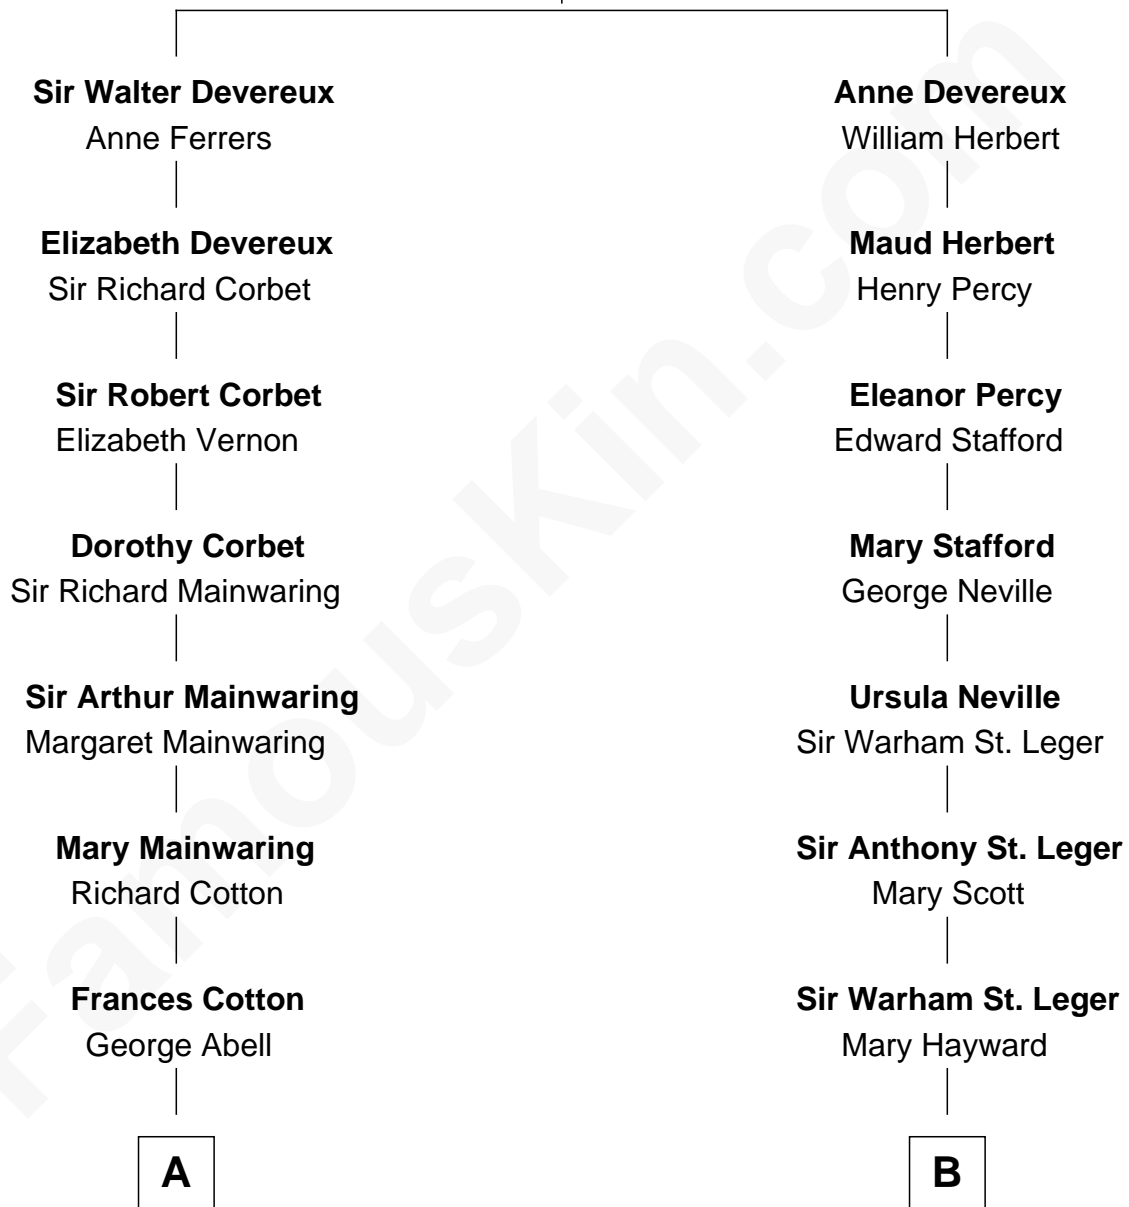 Sir Walter Devereux
Anne Ferrers
Elizabeth Devereux
Sir Richard Corbet
Sir Robert Corbet
Elizabeth Vernon
Dorothy Corbet
Sir Richard Mainwaring
Sir Arthur Mainwaring
Margaret Mainwaring
Mary Mainwaring
Richard Cotton
Frances Cotton
George Abell
A
Anne Devereux
William Herbert
Maud Herbert
Henry Percy
Eleanor Percy
Edward Stafford
Mary Stafford
George Neville
Ursula Neville
Sir Warham St. Leger
Sir Anthony St. Leger
Mary Scott
Sir Warham St. Leger
Mary Hayward
B
FamousKin.com